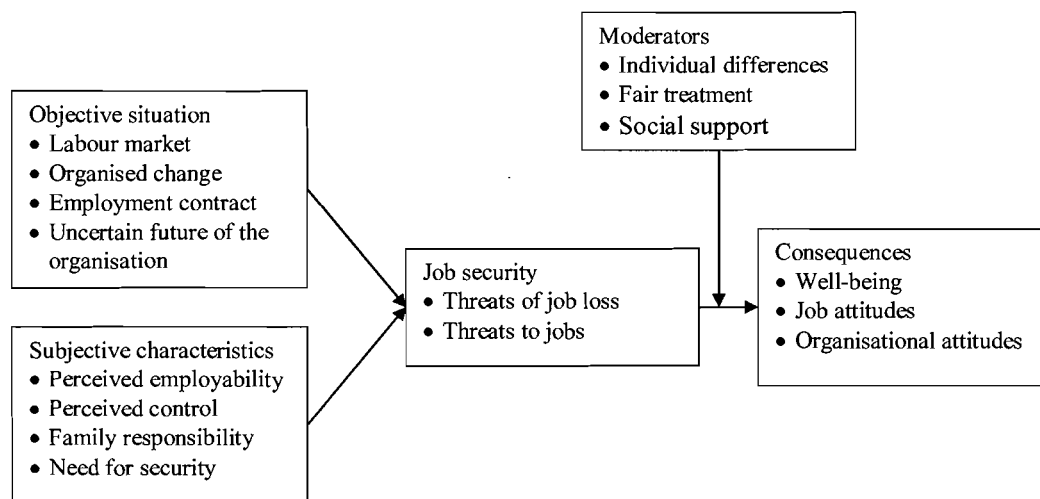 Moderators
• Individual differences
• Fair treatment
• Social support
Objective situation
• Labour market
• Organised change
• Employment contract
• Uncertain future of the
organisation
Job security
• Threats of job loss
• Threats to jobs
Consequences
• Well-being
• Job attitudes
• Organisational attitudes
Subjective characteristics
• Perceived employability
• Perceived control
• Family responsibility
• Need for security